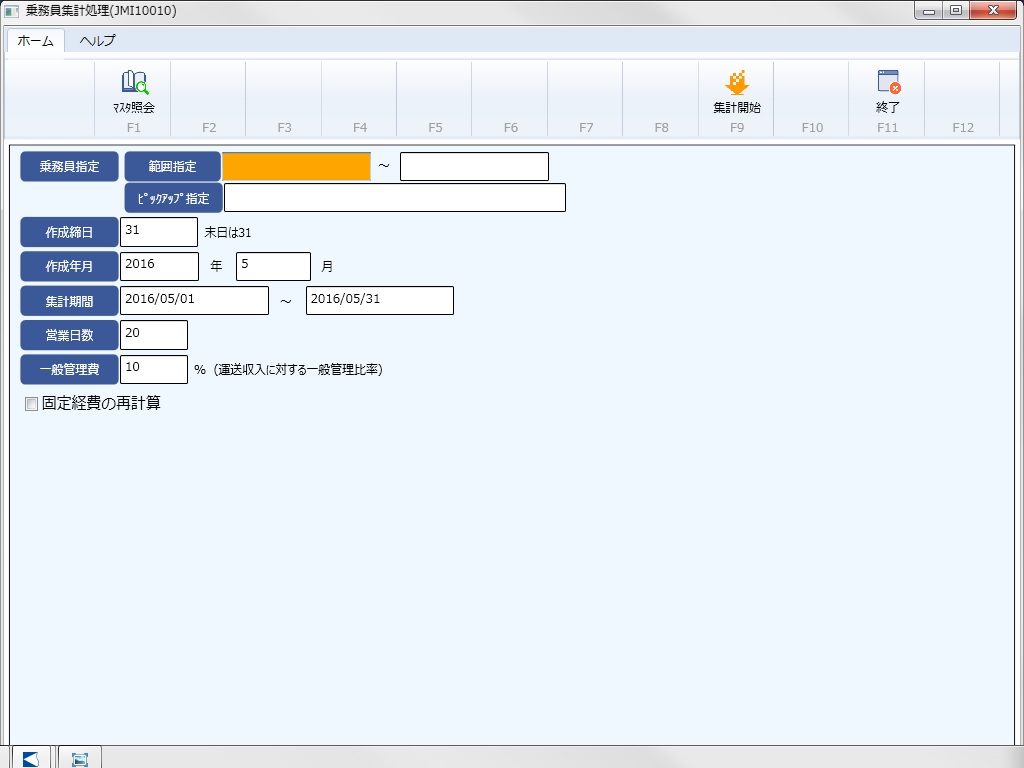 乗務員集計処理(JMI10010)
ホーム ヘルプ
ﾏｽﾀ照会 集計開始 終了
F1 F2 F3 F4 F5 F6 F7 F8 F9 F10 F11 F12
乗務員指定 範囲指定 ～
ﾋﾟｯｸｱｯﾌﾟ指定
作成締日 31 末日は31
作成年月 2016 年 5 月
集計期間 2016/05/01 ～ 2016/05/31
営業日数 20
一般管理費 10 % (運送収入に対する一般管理比率)
固定経費の再計算